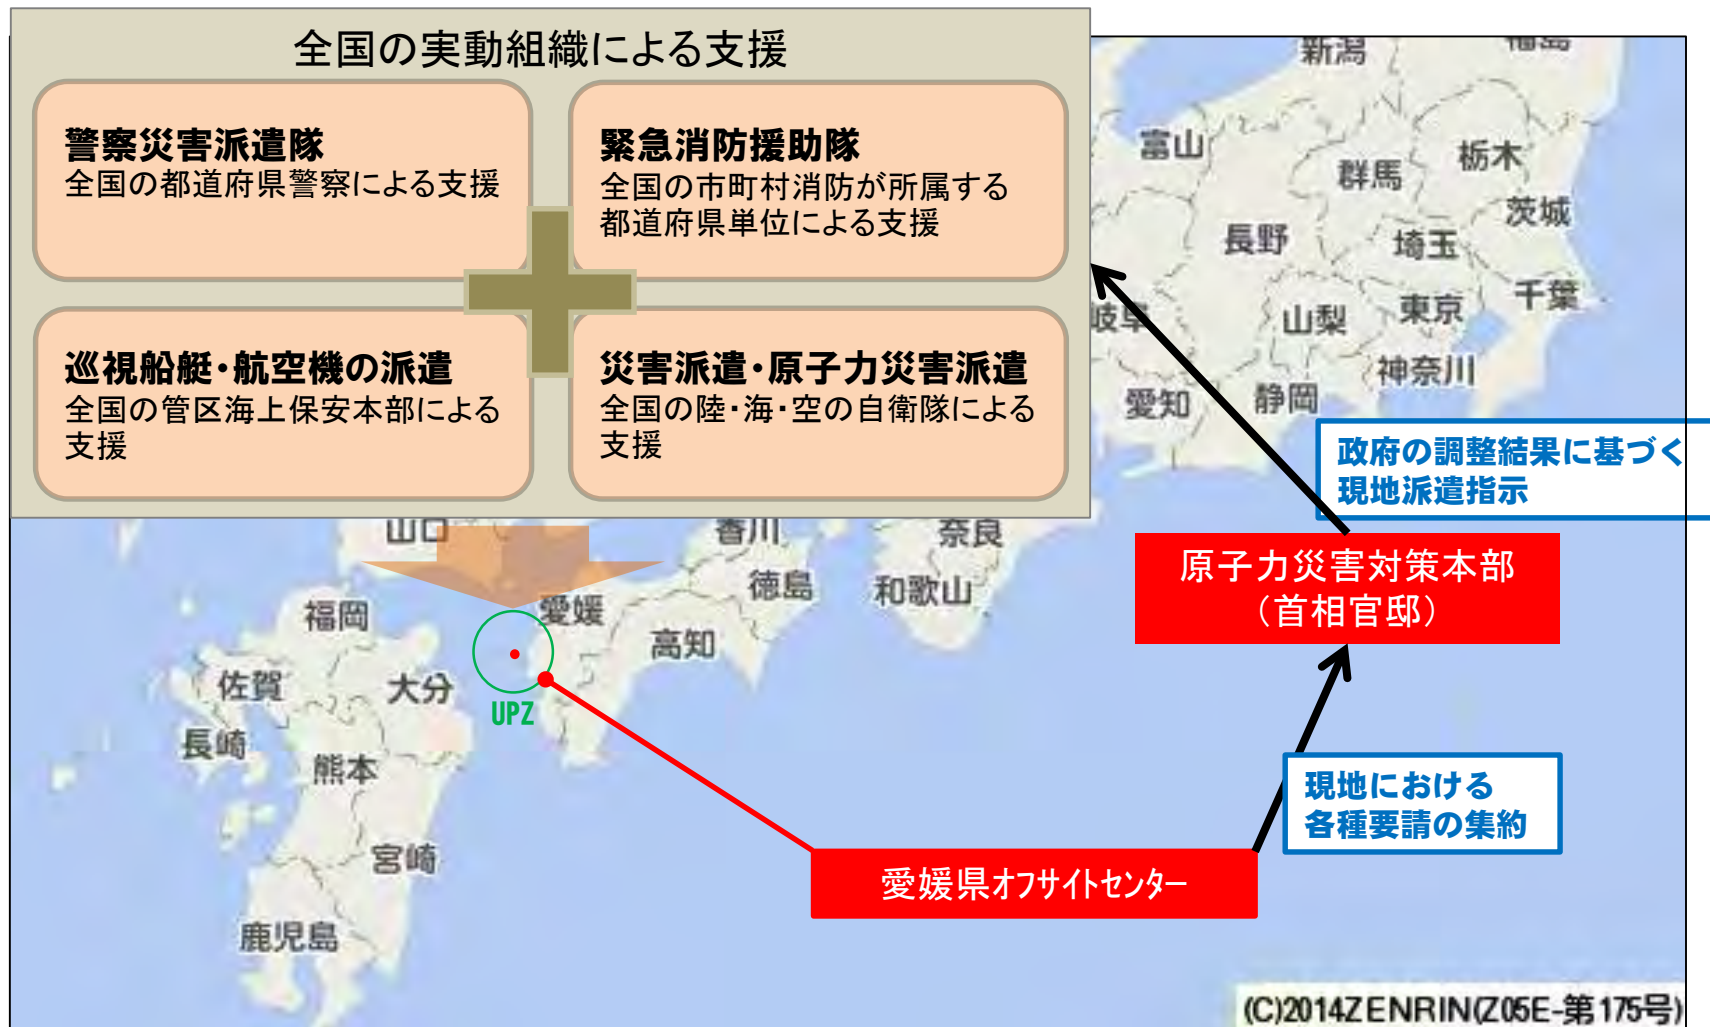 全国の実動組織による支援
警察災害派遣隊
全国の都道府県警察による支援
緊急消防援助隊
全国の市町村消防が所属する
都道府県単位による支援
巡視船艇・航空機の派遣
全国の管区海上保安本部による
支援
災害派遣・原子力災害派遣
全国の陸・海・空の自衛隊による
支援
新潟
福島
富山
群馬
栃木
茨城
長野
埼玉
千葉
岐阜
山梨
東京
神奈川
愛知
静岡
政府の調整結果に基づく
現地派遣指示
原子力災害対策本部
（首相官邸）
山口
香川
奈良
徳島
和歌山
福岡
愛媛
高知
佐賀
大分
UPZ
長崎
熊本
宮崎
鹿児島
現地における
各種要請の集約
愛媛県オフサイトセンター
(C)2014ZENRIN(Z05E-第175号)